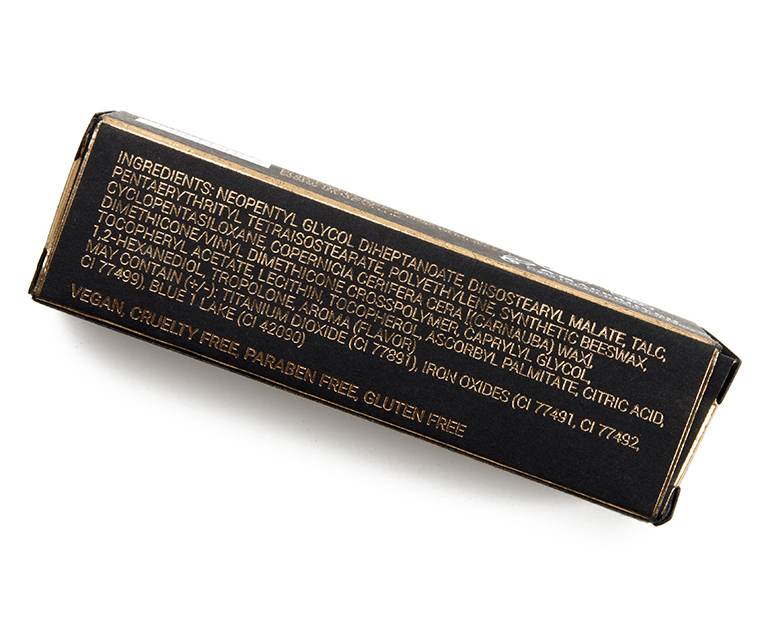 INGREDIENTS: NEOPENTYL GLYCOL DIHEPTANOATE, DIISOSTEARYL MALATE, TALC,
PENTAERYTHRITYL TETRAISOSTEARATE, POLYETHYLENE, SYNTHETIC BEESWAX,
CYCLOPENTASILOXANE, COPERNICIA CERIFERA CERA [(CARNAUBA) WAX],
DIMETHICONE/VINYL DIMETHICONE CROSSPOLYMER, CAPRYLYL GLYCOL,
TOCOPHERYL ACETATE, LECITHIN, TOCOPHEROL, ASCORBYL PALMITATE, CITRIC ACID,
1,2-HEXANEDIOL, TROPOLONE, AROMA (FLAVOR)
MAY CONTAIN (+/-): TITANIUM DIOXIDE (CI 77891), IRON OXIDES (CI 77491, CI 77492,
CI 77499), BLUE 1 LAKE (CI 42090)
VEGAN, CRUELTY FREE, PARABEN FREE, GLUTEN FREE